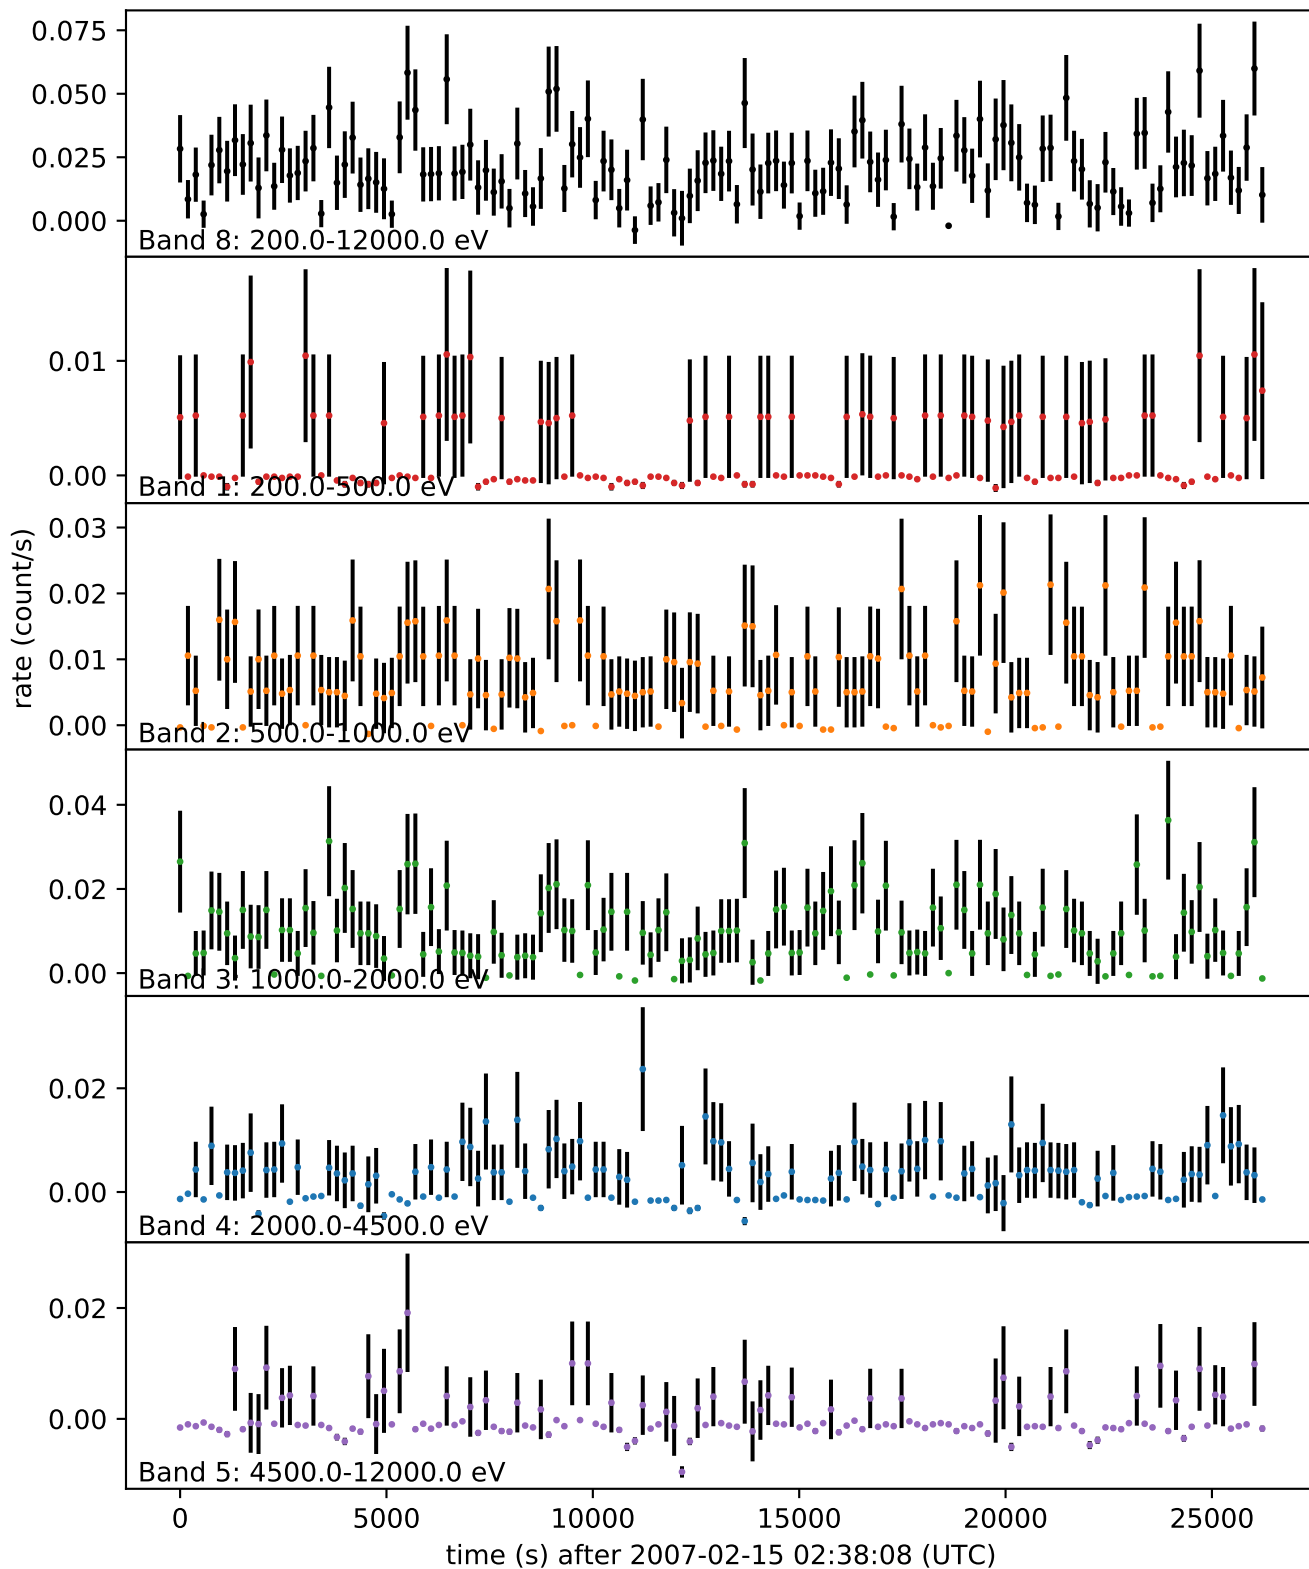 0.075
0.050
0.025
0.000
Band 8: 200.0-12000.0 eV
0.01
0.00
Band 1: 200.0-500.0 eV
0.03
0.02
0.01
0.00
Band 2: 500.0-1000.0 eV
rate (count/s)
0.04
0.02
0.00
Band 3: 1000.0-2000.0 eV
0.02
0.00
Band 4: 2000.0-4500.0 eV
0.02
0.00
Band 5: 4500.0-12000.0 eV
0 5000 10000 15000 20000 25000
time (s) after 2007-02-15 02:38:08 (UTC)